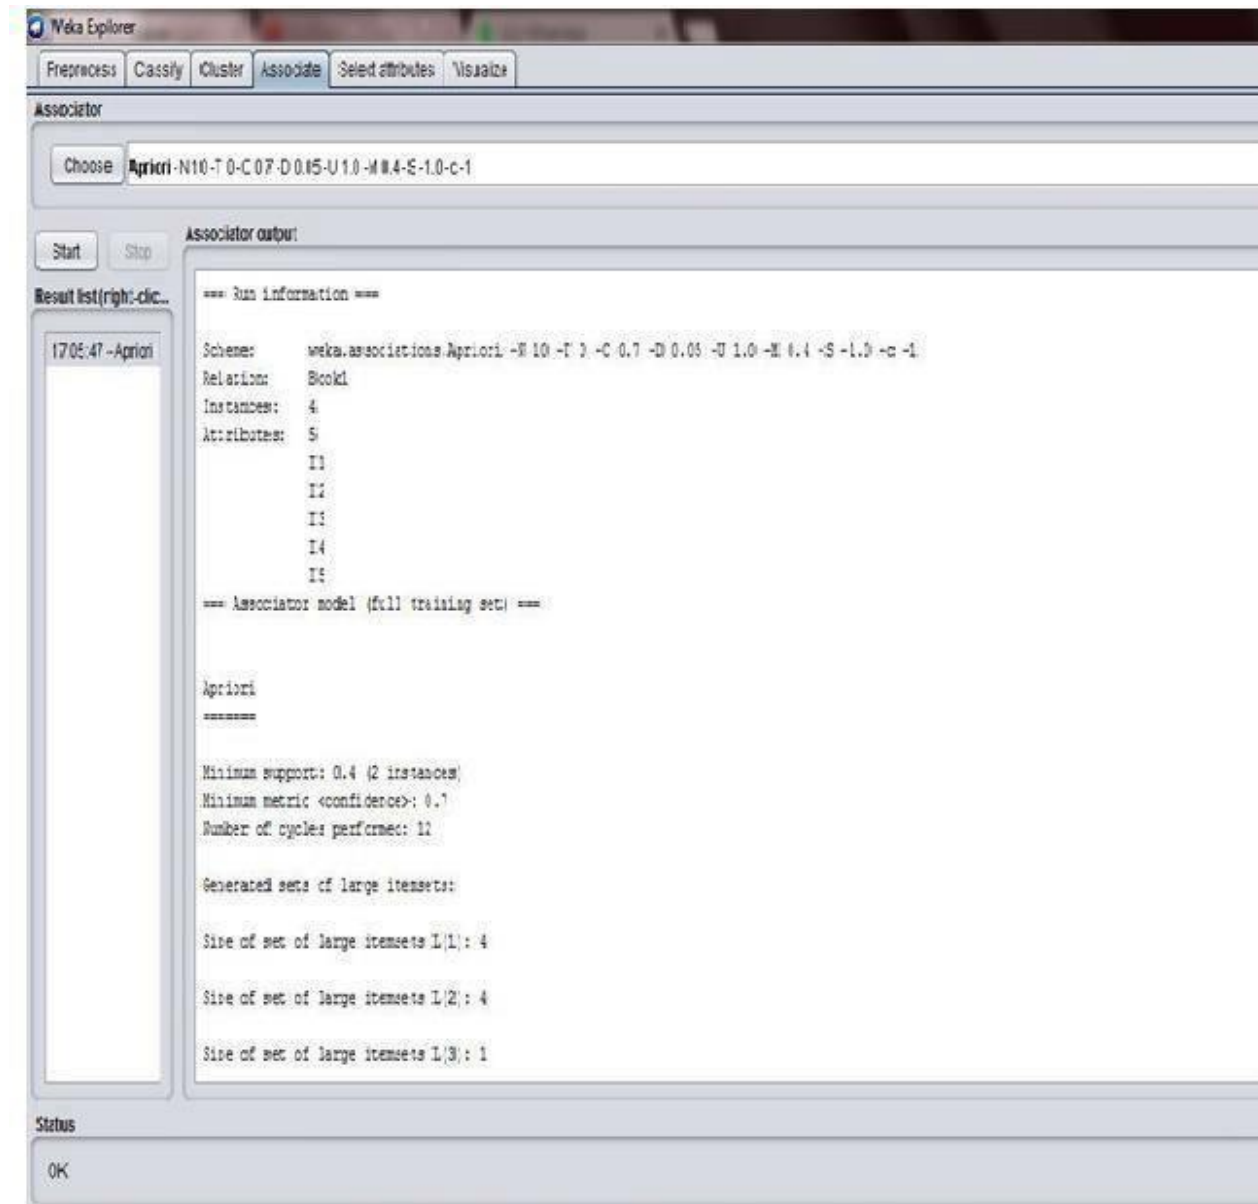 Weka Explorer
Preprocess Classify Cluster Associate Select attributes Visualize
Associator
Choose Apriori -N 10 -T 0 -C 0.7 -D 0.05 -U 1.0 -M 0.4 -S -1.0 -c -1
Start Stop
Associator output
Result list (right-clic...
17:05:47 - Apriori
=== Run information ===
Scheme: weka.associations.Apriori -N 10 -T 0 -C 0.7 -D 0.05 -U 1.0 -M 0.4 -S -1.0 -c -1
Relation: Book1
Instances: 4
Attributes: 5
I1
I2
I3
I4
I5
=== Associator model (full training set) ===
Apriori
=======
Minimum support: 0.4 (2 instances)
Minimum metric <confidence>: 0.7
Number of cycles performed: 12
Generated sets of large itemsets:
Size of set of large itemsets L(1): 4
Size of set of large itemsets L(2): 4
Size of set of large itemsets L(3): 1
Status
OK